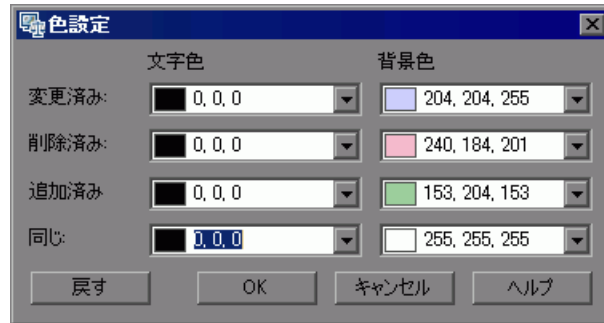 色設定
文字色 背景色
変更済み: 0, 0, 0 204, 204, 255
削除済み: 0, 0, 0 240, 184, 201
追加済み 0, 0, 0 153, 204, 153
同じ: 0, 0, 0 255, 255, 255
戻す OK キャンセル ヘルプ